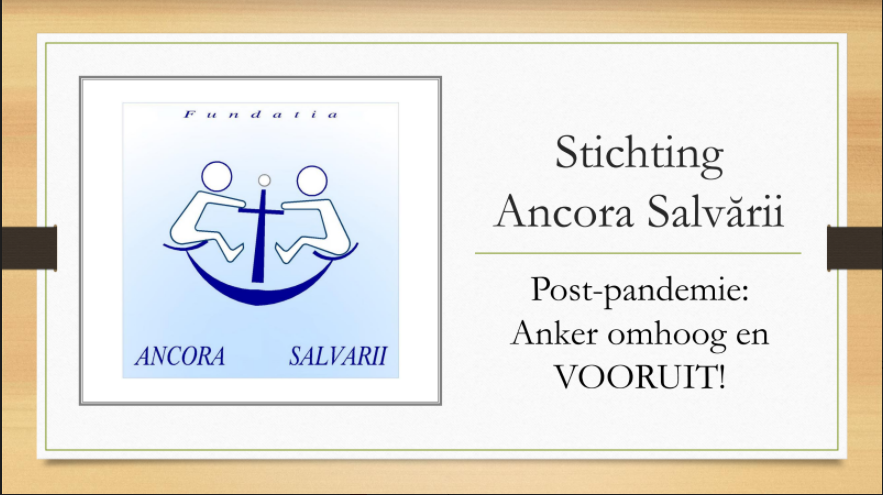 Fundatia
ANCORA SALVARII
Stichting
Ancora Salvării
Post-pandemie:
Anker omhoog en
VOORUIT!